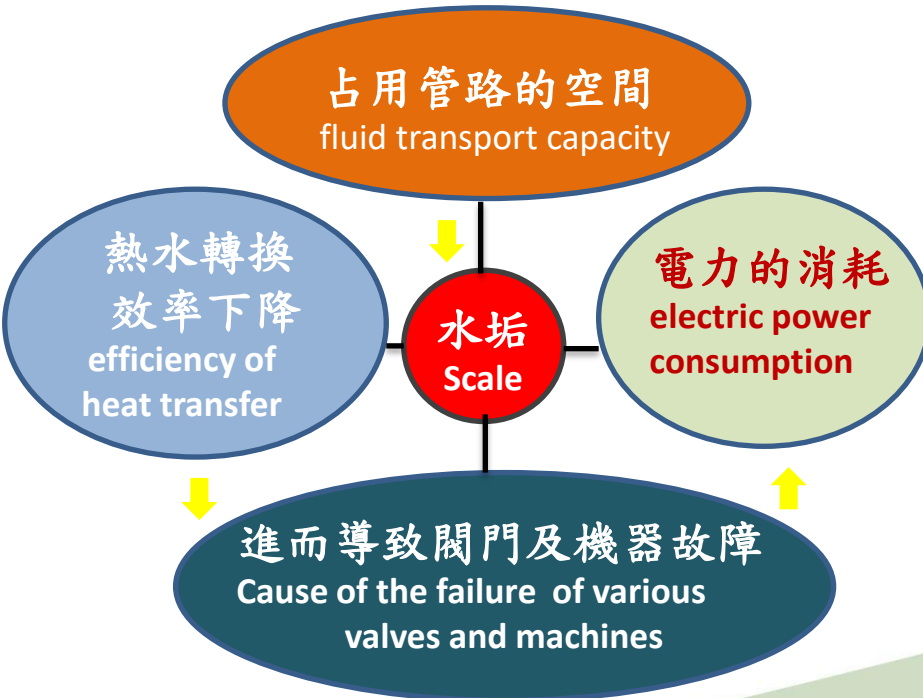 占用管路的空間
fluid transport capacity
熱水轉換
效率下降
efficiency of
heat transfer
水垢
Scale
電力的消耗
electric power
consumption
進而導致閥門及機器故障
Cause of the failure of various
valves and machines